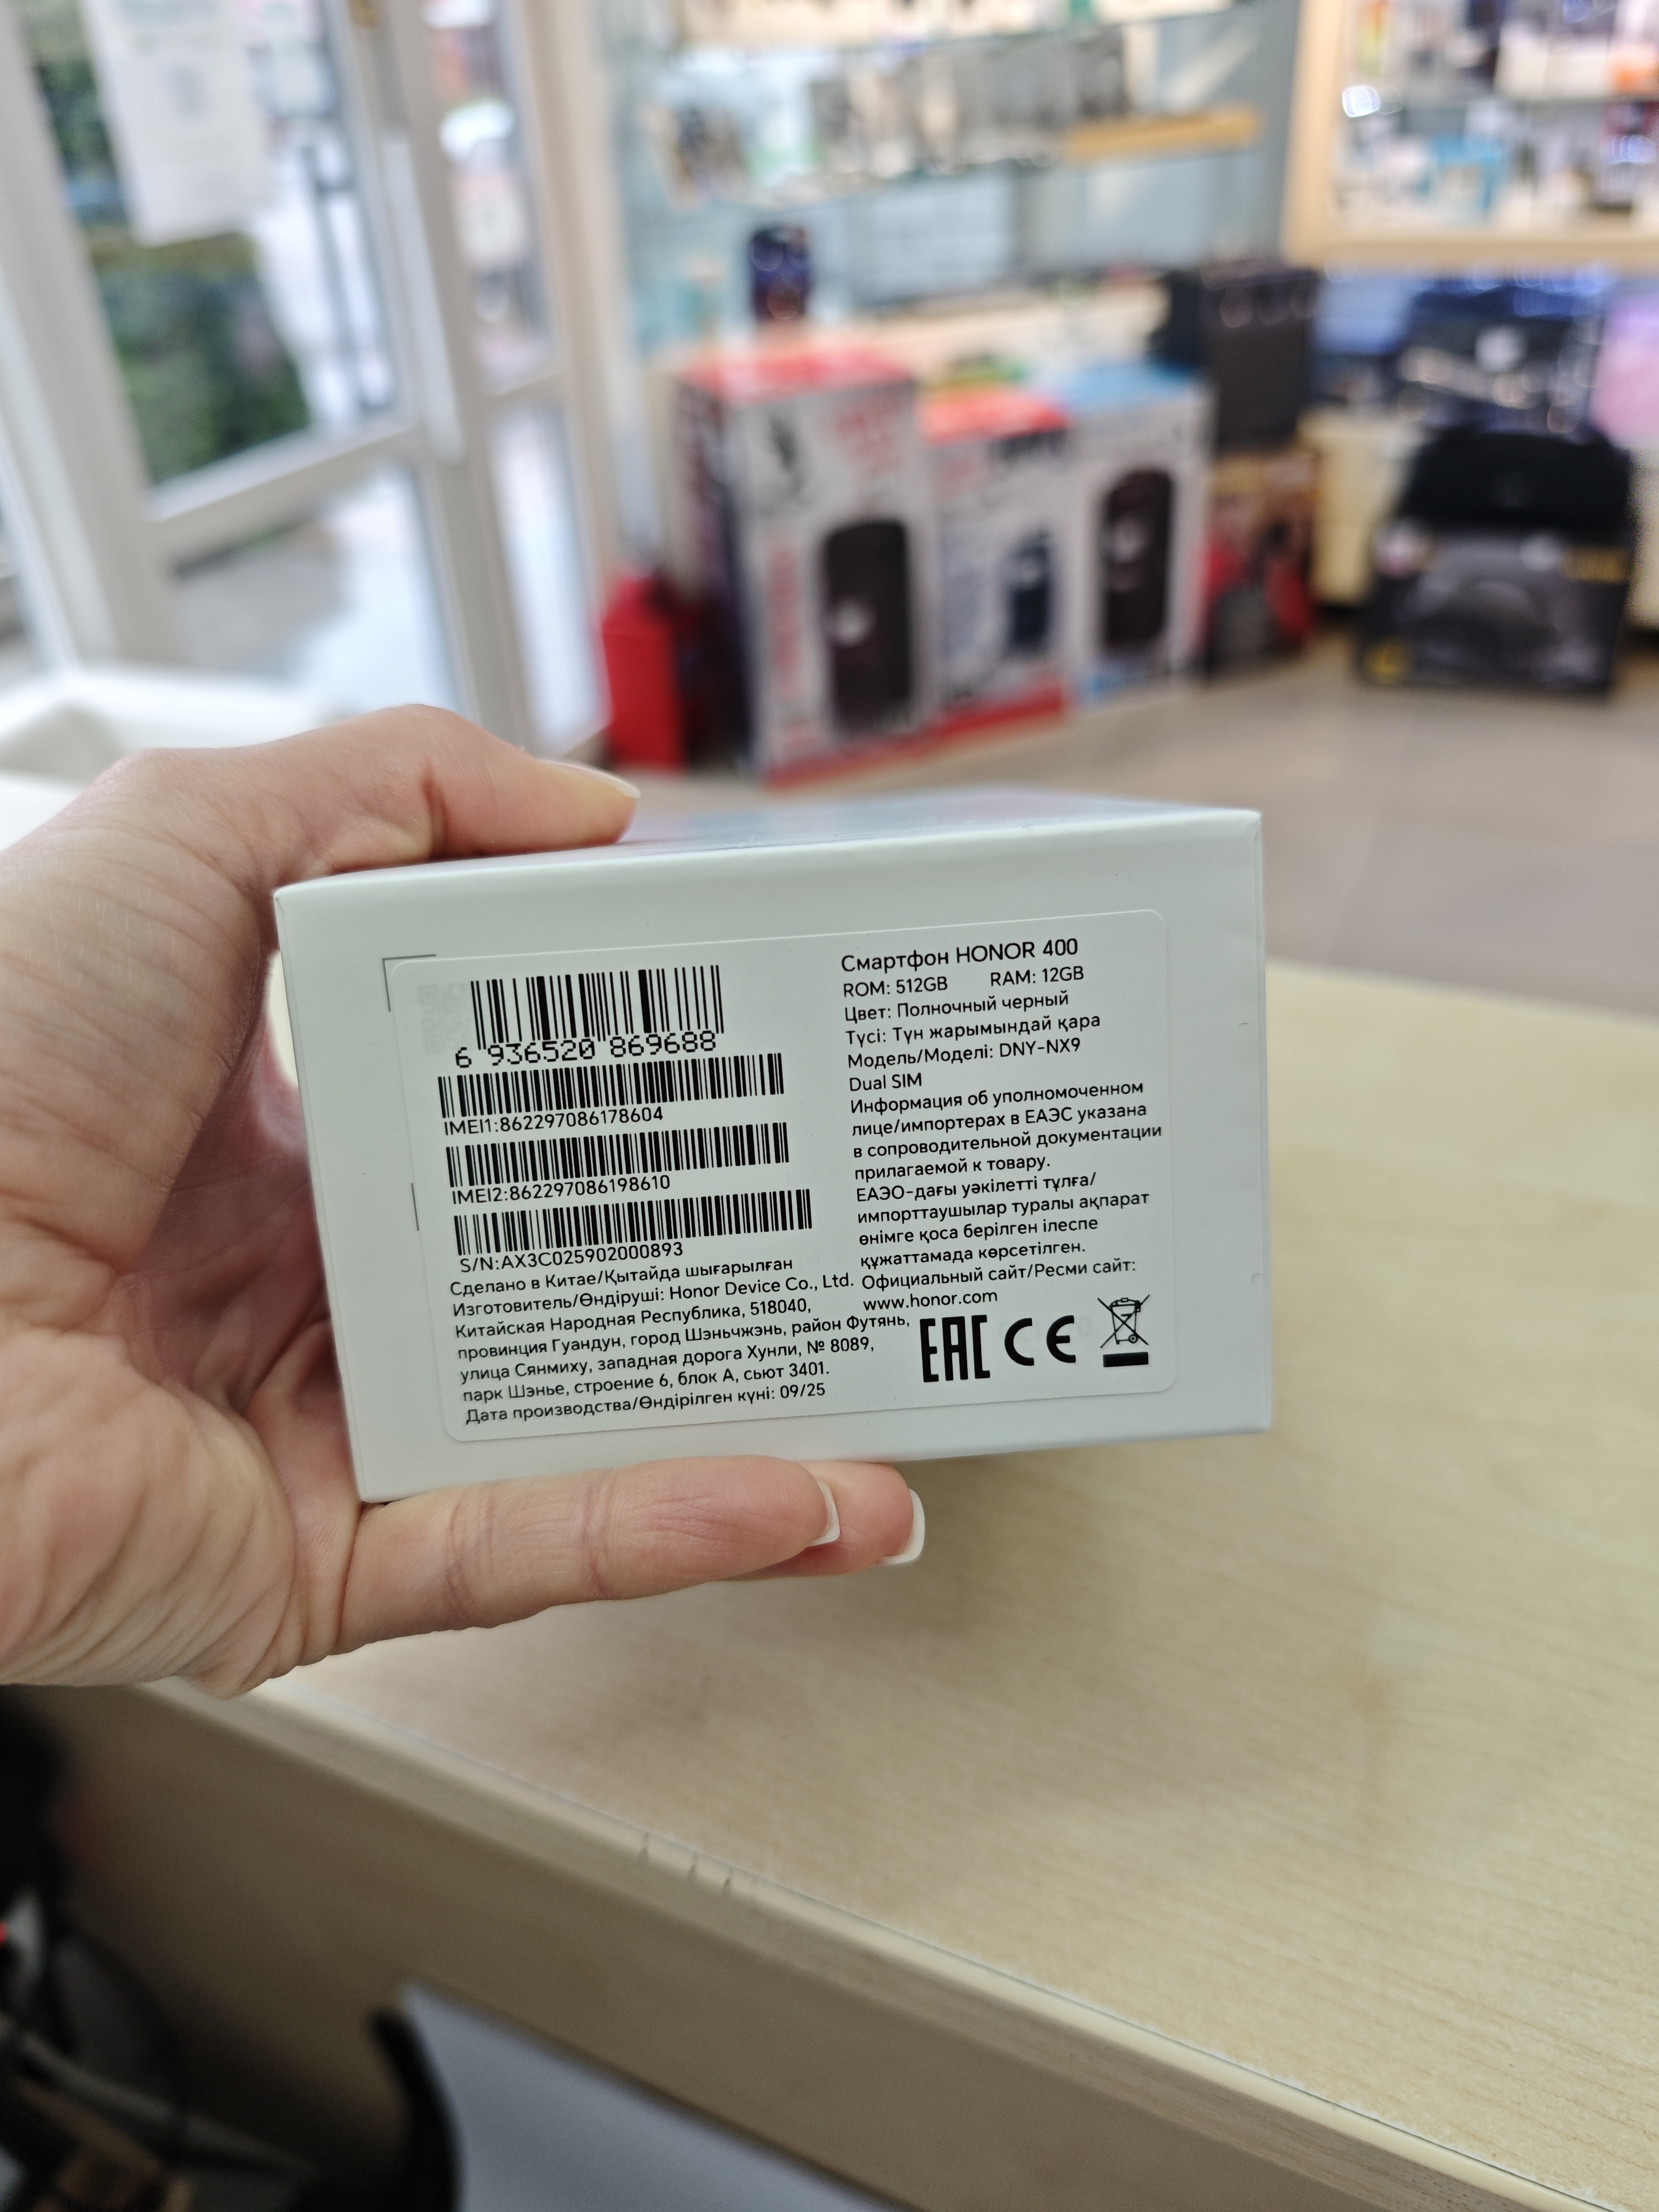 6 936520 869688
IMEI1:862297086178604
IMEI2:862297086198610
S/N:AX3C025902000893
Сделано в Китае/Қытайда шығарылған
Изготовитель/Өндіруші: Honor Device Co., Ltd.
Китайская Народная Республика, 518040,
провинция Гуандун, город Шэньчжэнь, район Футянь,
улица Сянмиху, западная дорога Хунли, № 8089,
парк Шэнье, строение 6, блок А, сьют 3401.
Дата производства/Өндірілген күні: 09/25
Смартфон HONOR 400
ROM: 512GB RAM: 12GB
Цвет: Полночный черный
Түсі: Түн жарымындай қара
Модель/Моделі: DNY-NX9
Dual SIM
Информация об уполномоченном
лице/импортерах в ЕАЭС указана
в сопроводительной документации
прилагаемой к товару.
ЕАЭО-дағы уәкілетті тұлға/
импорттаушылар туралы ақпарат
өнімге қоса берілген ілеспе
құжаттамада көрсетілген.
Официальный сайт/Ресми сайт:
www.honor.com
EAC CE